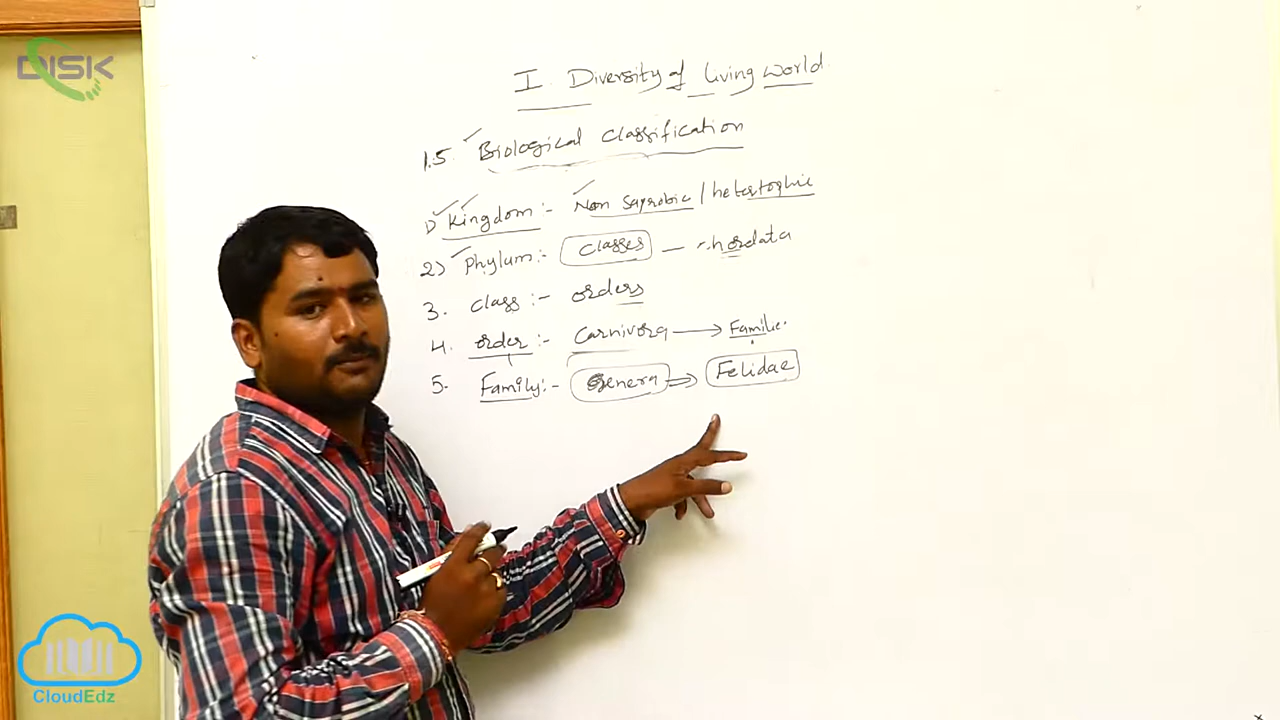 DISK
I. Diversity of Living world
1.5. Biological classification
1) Kingdom:- Non Saprobic / hetertophic
2) Phylum:- classes — chordata
3. class:- orders
4. order:- Carnivora → Familie.
5. Family:- Genera ⇒ Felidae
CloudEdz